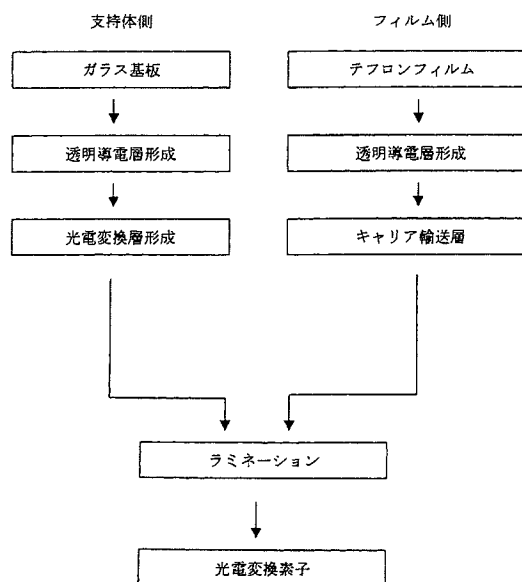 支持体側
フィルム側
ガラス基板
テフロンフィルム
透明導電層形成
透明導電層形成
光電変換層形成
キャリア輸送層
ラミネーション
光電変換素子